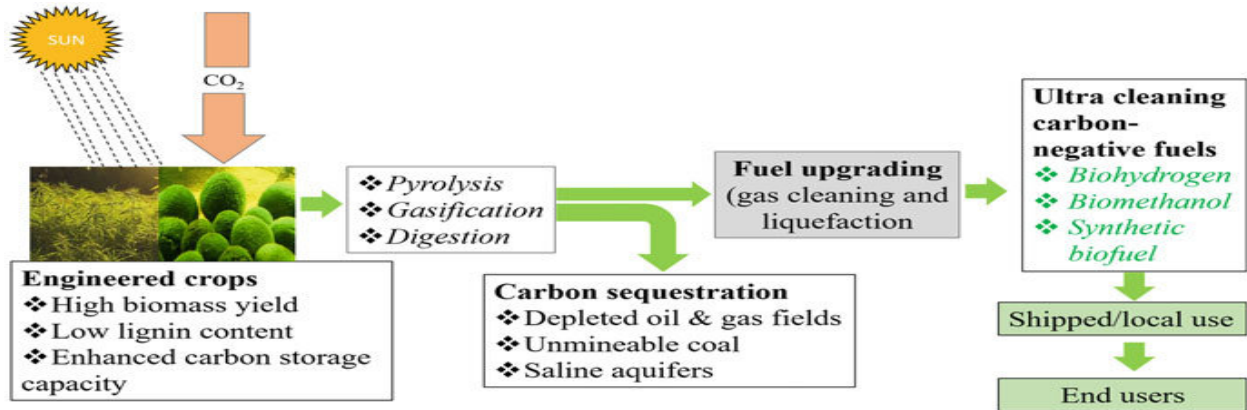 SUN
CO₂
Engineered crops
❖High biomass yield
❖Low lignin content
❖Enhanced carbon storage
capacity
❖Pyrolysis
❖Gasification
❖Digestion
Carbon sequestration
❖Depleted oil & gas fields
❖Unmineable coal
❖Saline aquifers
Fuel upgrading
(gas cleaning and
liquefaction
Ultra cleaning
carbon-
negative fuels
❖ Biohydrogen
❖ Biomethanol
❖ Synthetic
biofuel
Shipped/local use
End users